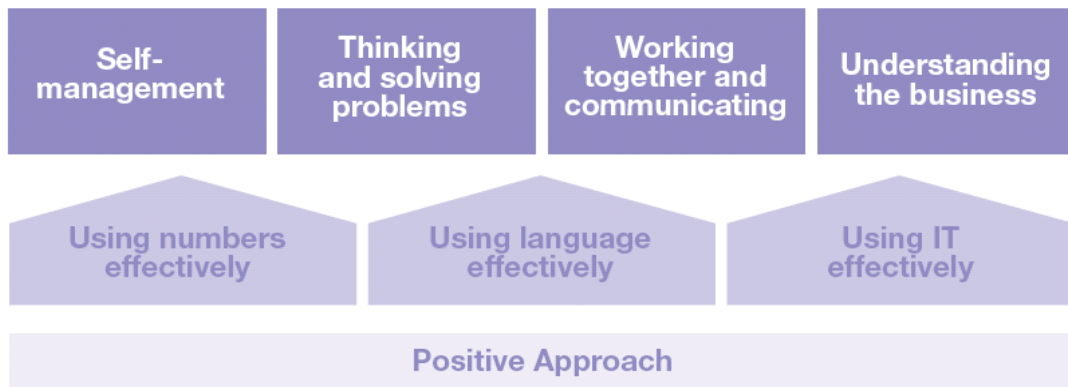 Self-
management
Thinking
and solving
problems
Working
together and
communicating
Understanding
the business
Using numbers
effectively
Using language
effectively
Using IT
effectively
Positive Approach